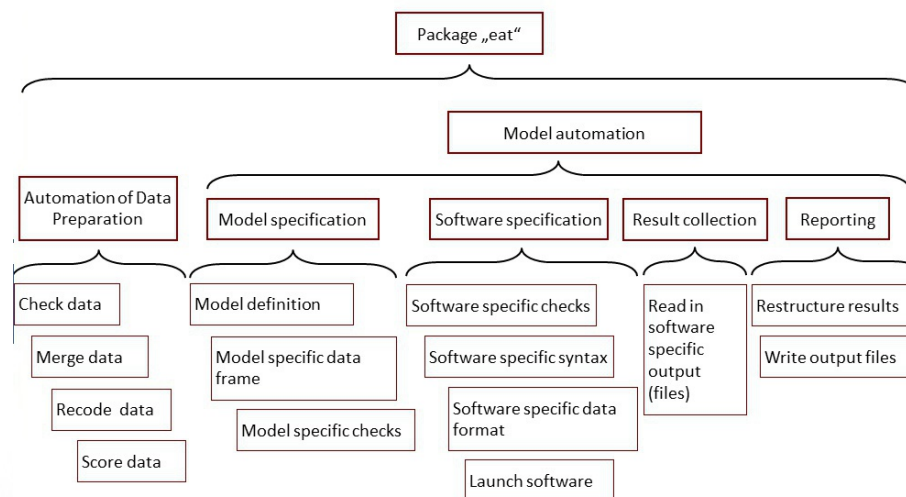 Package „eat“
Model automation
Automation of Data
Preparation
Model specification
Software specification
Result collection
Reporting
Check data
Merge data
Recode data
Score data
Model definition
Model specific data
frame
Model specific checks
Software specific checks
Software specific syntax
Software specific data
format
Launch software
Read in
software
specific
output
(files)
Restructure results
Write output files